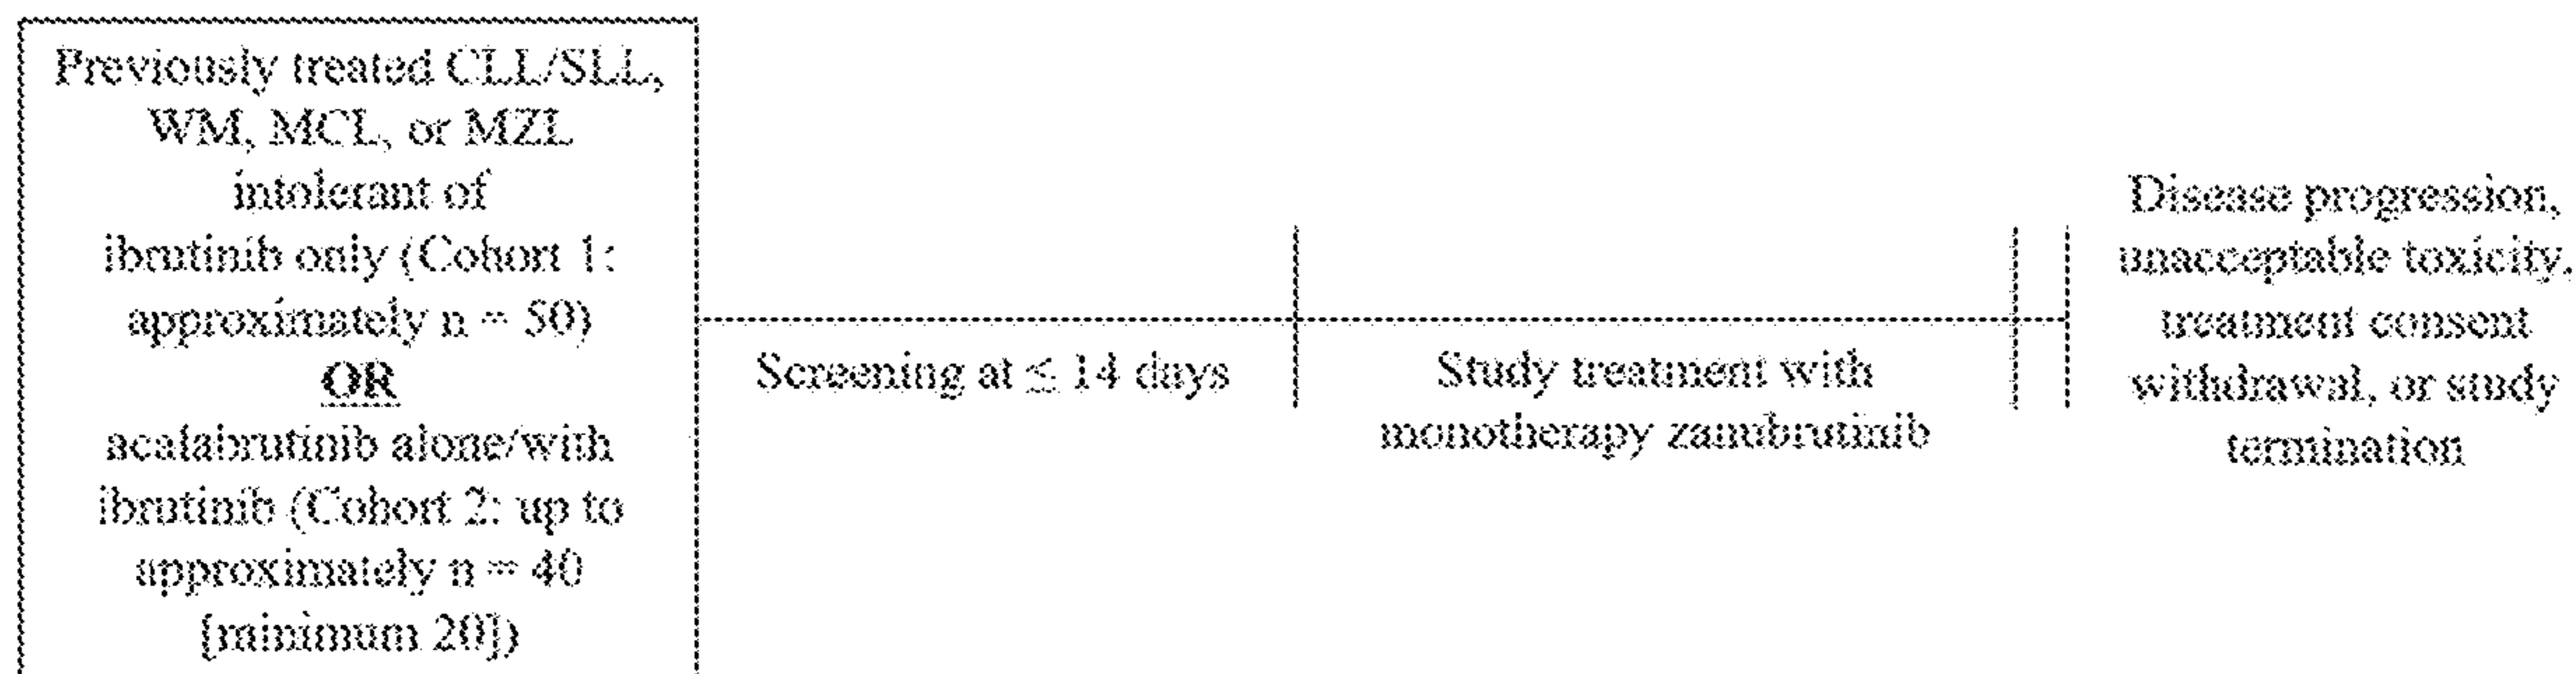 Previously treated CLL/SLL,
WM, MCL, or MZL
intolerant of
ibrutinib only (Cohort 1:
approximately n = 50)
OR
acalabrutinib alone/with
ibrutinib (Cohort 2: up to
approximately n = 40
[minimum 20])
Screening at ≤ 14 days
Study treatment with
monotherapy zanubrutinib
Disease progression,
unacceptable toxicity,
treatment consent
withdrawal, or study
termination